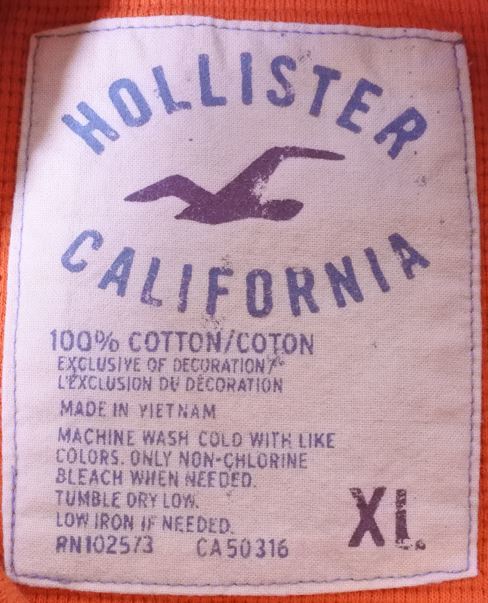 HOLLISTER
CALIFORNIA
100% COTTON/COTON
EXCLUSIVE OF DECORATION/
L'EXCLUSION DU DÉCORATION
MADE IN VIETNAM
MACHINE WASH COLD WITH LIKE
COLORS. ONLY NON-CHLORINE
BLEACH WHEN NEEDED.
TUMBLE DRY LOW.
LOW IRON IF NEEDED.
RN102573 CA50316
XL